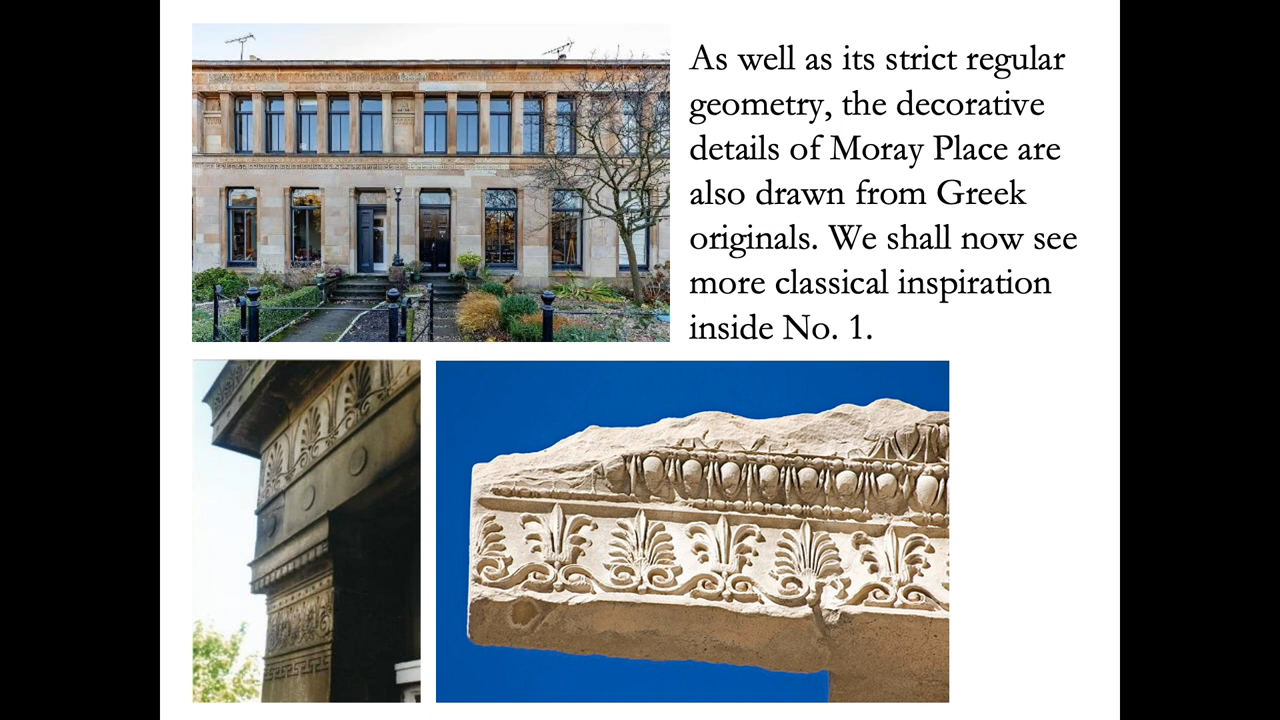 As well as its strict regular
geometry, the decorative
details of Moray Place are
also drawn from Greek
originals. We shall now see
more classical inspiration
inside No. 1.